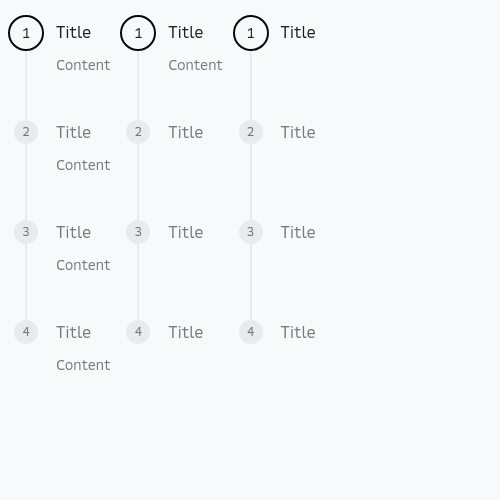 1 Title 1 Title 1 Title
Content Content
2 Title 2 Title 2 Title
Content
3 Title 3 Title 3 Title
Content
4 Title 4 Title 4 Title
Content